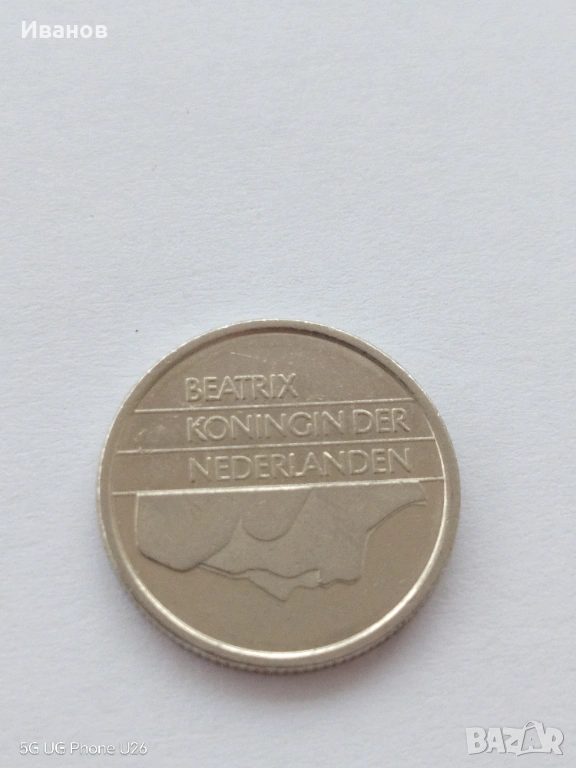 Иванов
BEATRIX
KONINGIN DER
NEDERLANDEN
5G UG Phone U26
BAZAR